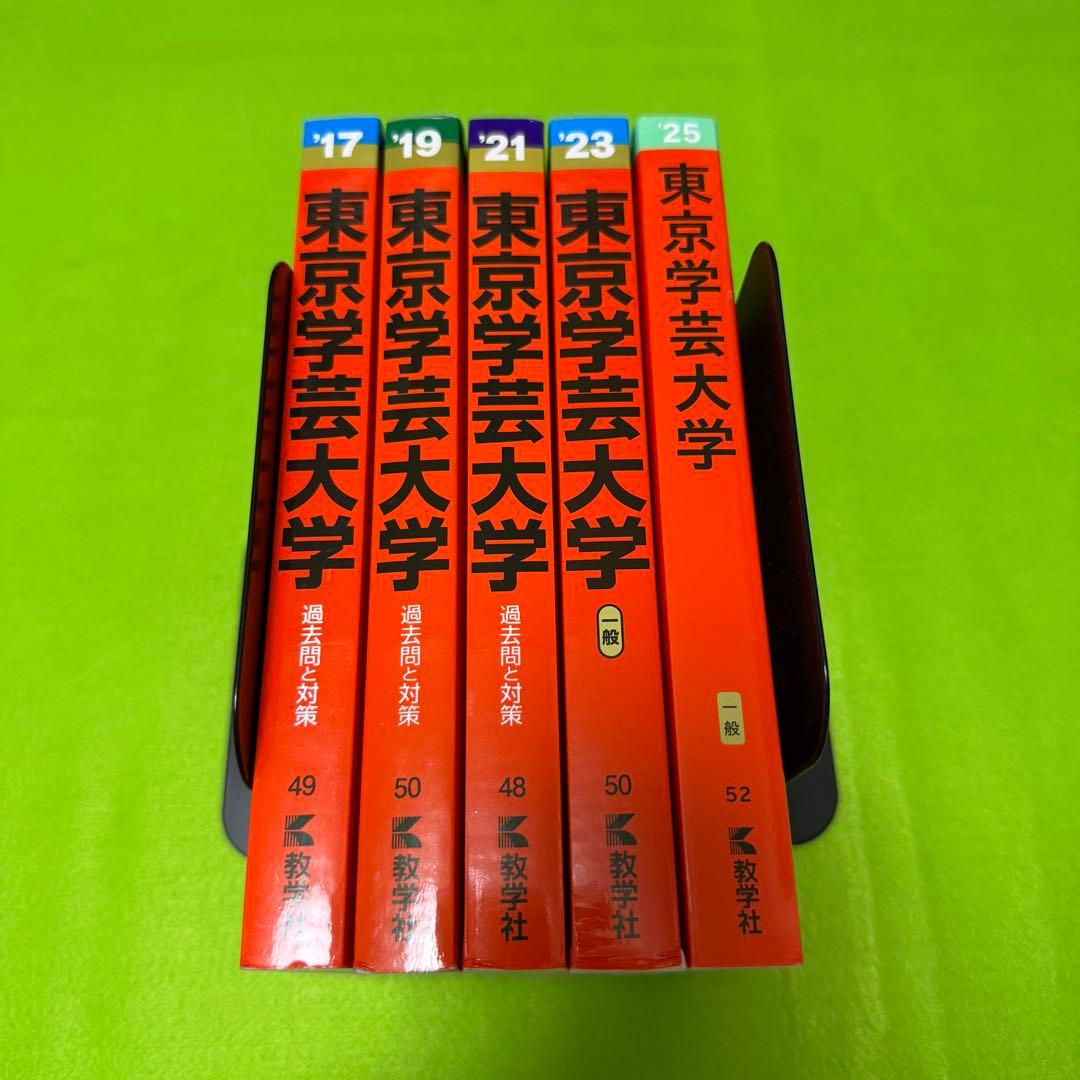 '17
東京学芸大学
過去問と対策
49
教学社
'19
東京学芸大学
過去問と対策
50
教学社
'21
東京学芸大学
過去問と対策
48
教学社
'23
東京学芸大学
一般
50
教学社
'25
東京学芸大学
一般
52
教学社